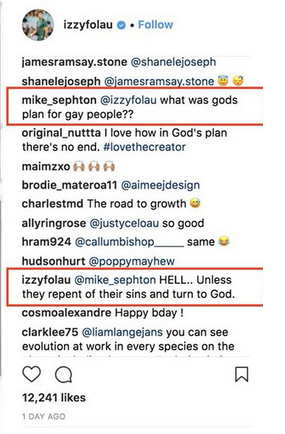 izzyfolau • Follow
jamesramsay.stone @shanelejoseph
shanelejoseph @jamesramsay.stone 😇 😴
mike_sephton @izzyfolau what was gods
plan for gay people??
original_nuttta I love how in God's plan
there's no end. #lovethecreator
maimzxo 🙌🏽🙌🏽🙌🏽
brodie_materoa11 @aimeejdesign
charlestmd The road to growth 😅
allyringrose @justyceloau so good
hram924 @callumbishop_____ same 😂
hudsonhurt @poppymayhew
izzyfolau @mike_sephton HELL.. Unless
they repent of their sins and turn to God.
cosmoalexandre Happy bday !
clarklee75 @liamlangejans you can see
evolution at work in every species on the
12,241 likes
1 DAY AGO